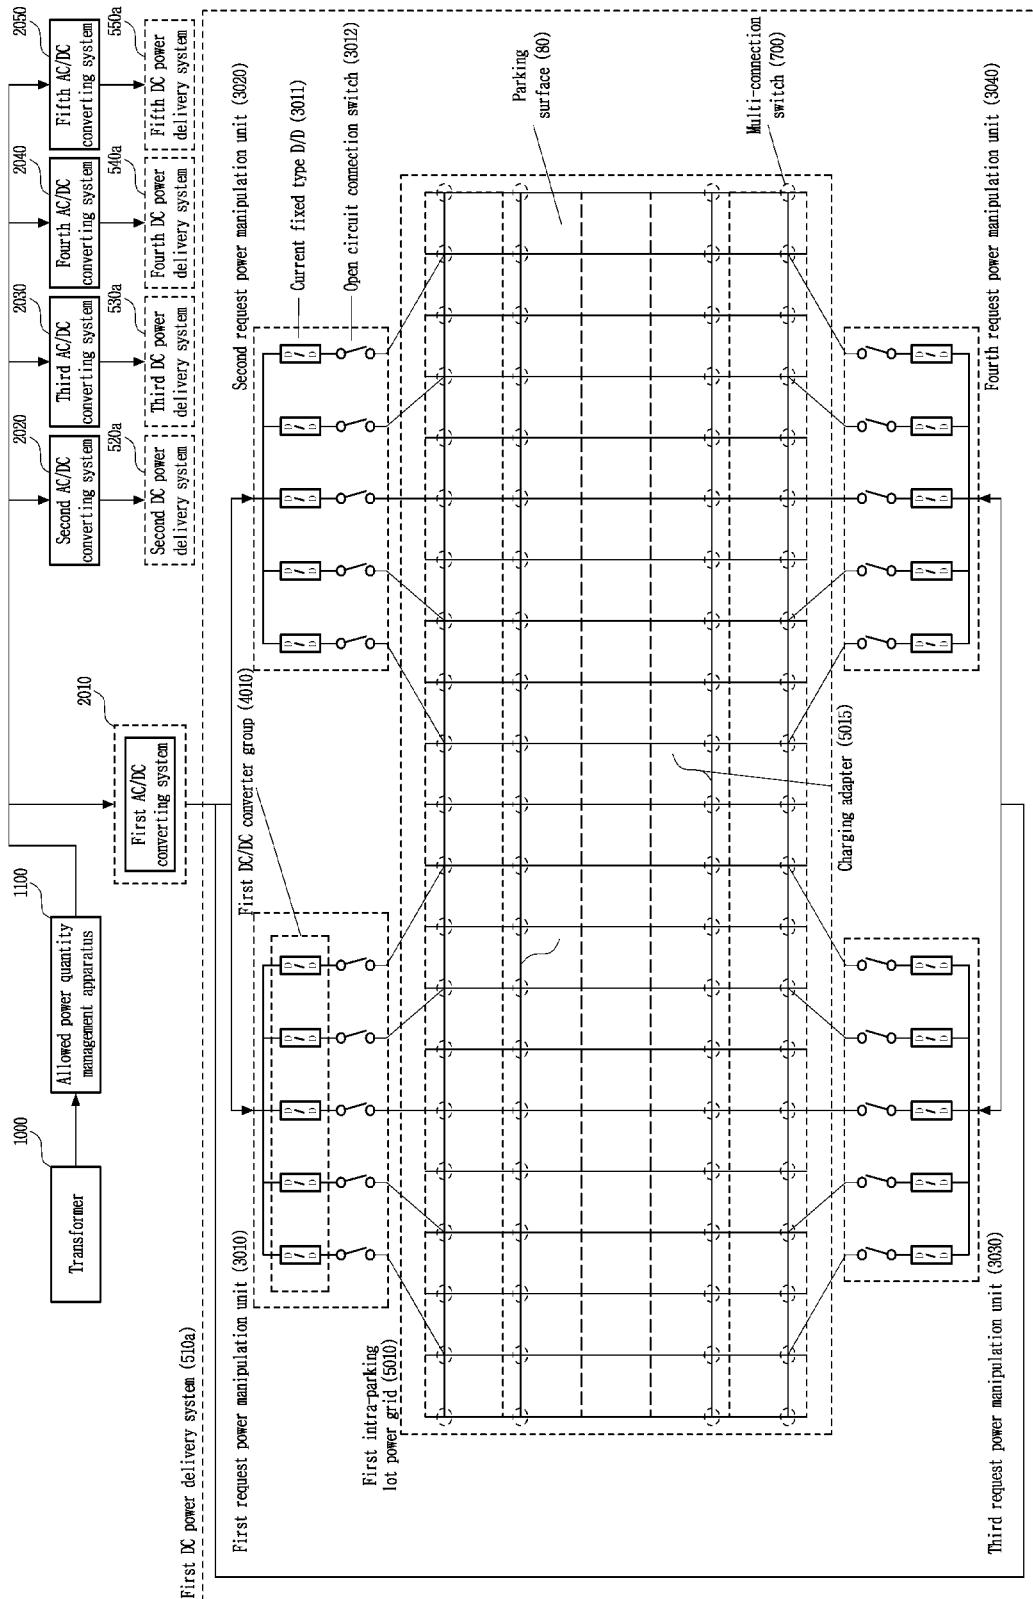 Transformer
1000
Allowed power quantity
management apparatus
1100
First AC/DC
converting system
2010
Second AC/DC
converting system
2020
Third AC/DC
converting system
2030
Fourth AC/DC
converting system
2040
Fifth AC/DC
converting system
2050
Second DC power
delivery system
520a
Third DC power
delivery system
530a
Fourth DC power
delivery system
540a
Fifth DC power
delivery system
550a
First DC power delivery system (510a)
First request power manipulation unit (3010)
First DC/DC converter group (4010)
Second request power manipulation unit (3020)
D/D
D/D
D/D
D/D
D/D
D/D
D/D
D/D
D/D
D/D
Current fixed type D/D (3011)
Open circuit connection switch (3012)
First intra-parking
lot power grid (5010)
Parking
surface (80)
Multi-connection
switch (700)
Charging adapter (5015)
D/D
D/D
D/D
D/D
D/D
D/D
D/D
D/D
D/D
D/D
Third request power manipulation unit (3030)
Fourth request power manipulation unit (3040)